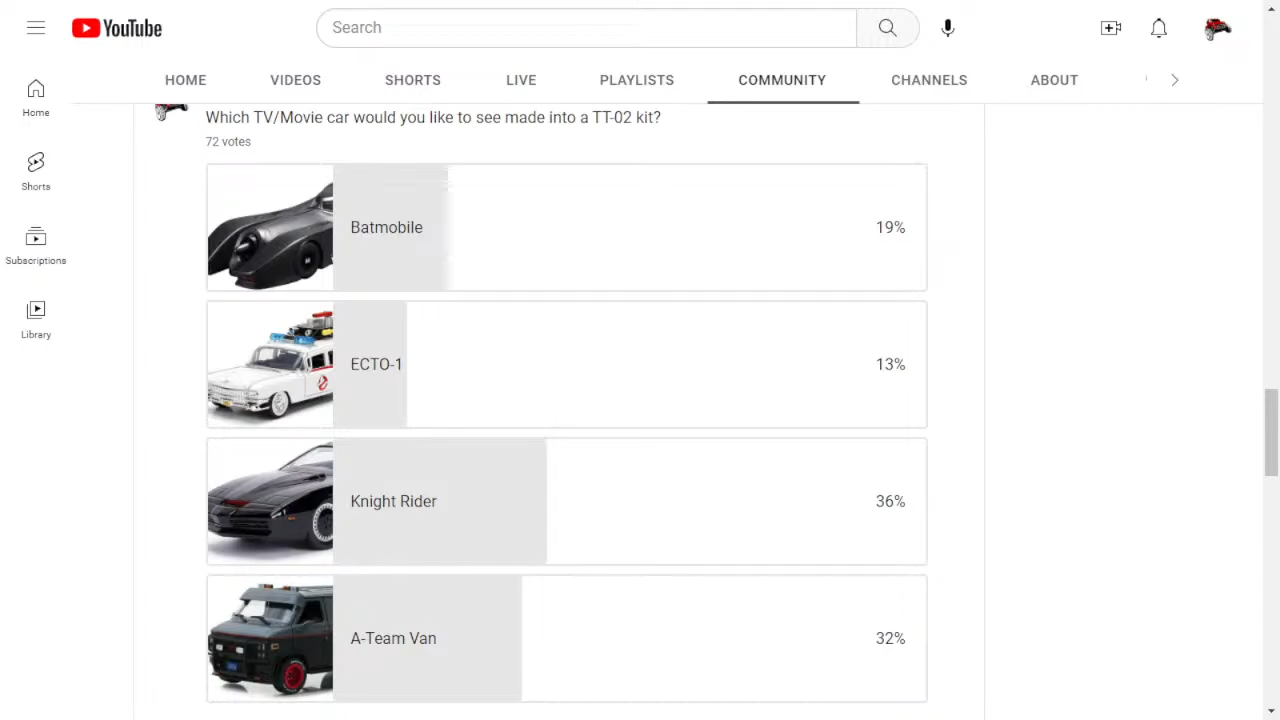 YouTube
Search
Home
Shorts
Subscriptions
Library
HOME VIDEOS SHORTS LIVE PLAYLISTS COMMUNITY CHANNELS ABOUT
Which TV/Movie car would you like to see made into a TT-02 kit?
72 votes
Batmobile 19%
ECTO-1 13%
Knight Rider 36%
A-Team Van 32%